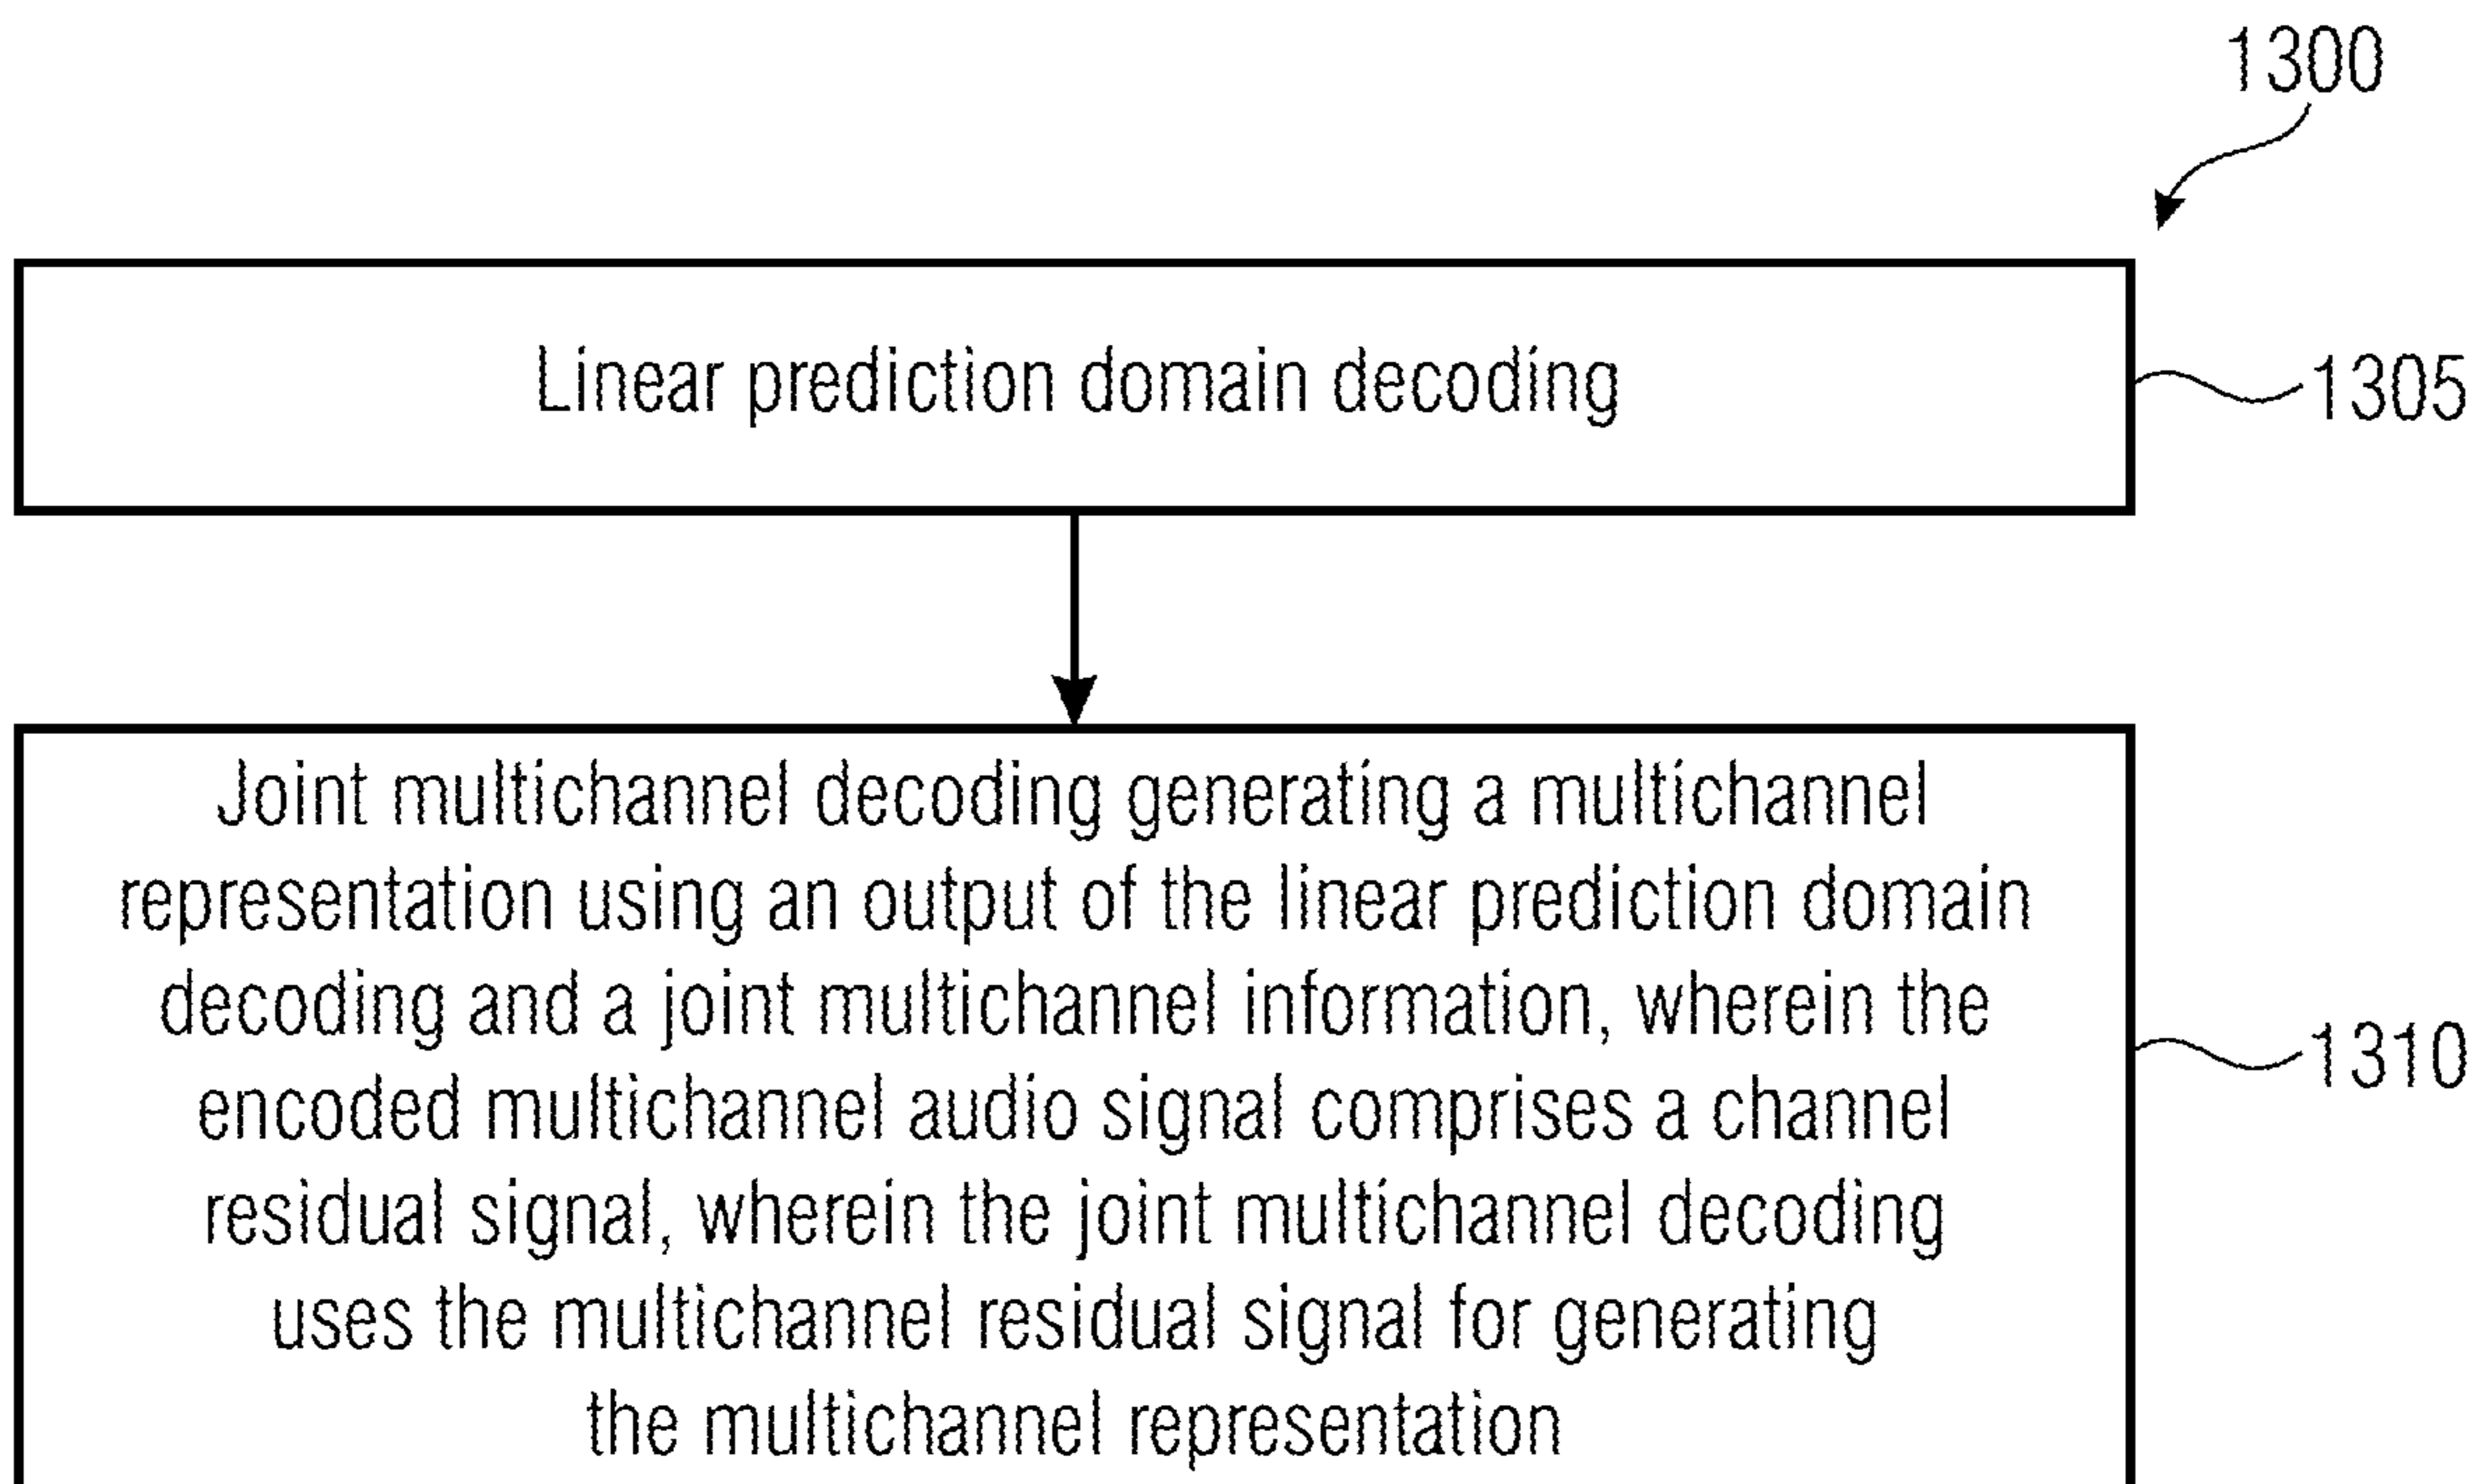 1300
Linear prediction domain decoding
1305
Joint multichannel decoding generating a multichannel
representation using an output of the linear prediction domain
decoding and a joint multichannel information, wherein the
encoded multichannel audio signal comprises a channel
residual signal, wherein the joint multichannel decoding
uses the multichannel residual signal for generating
the multichannel representation
1310